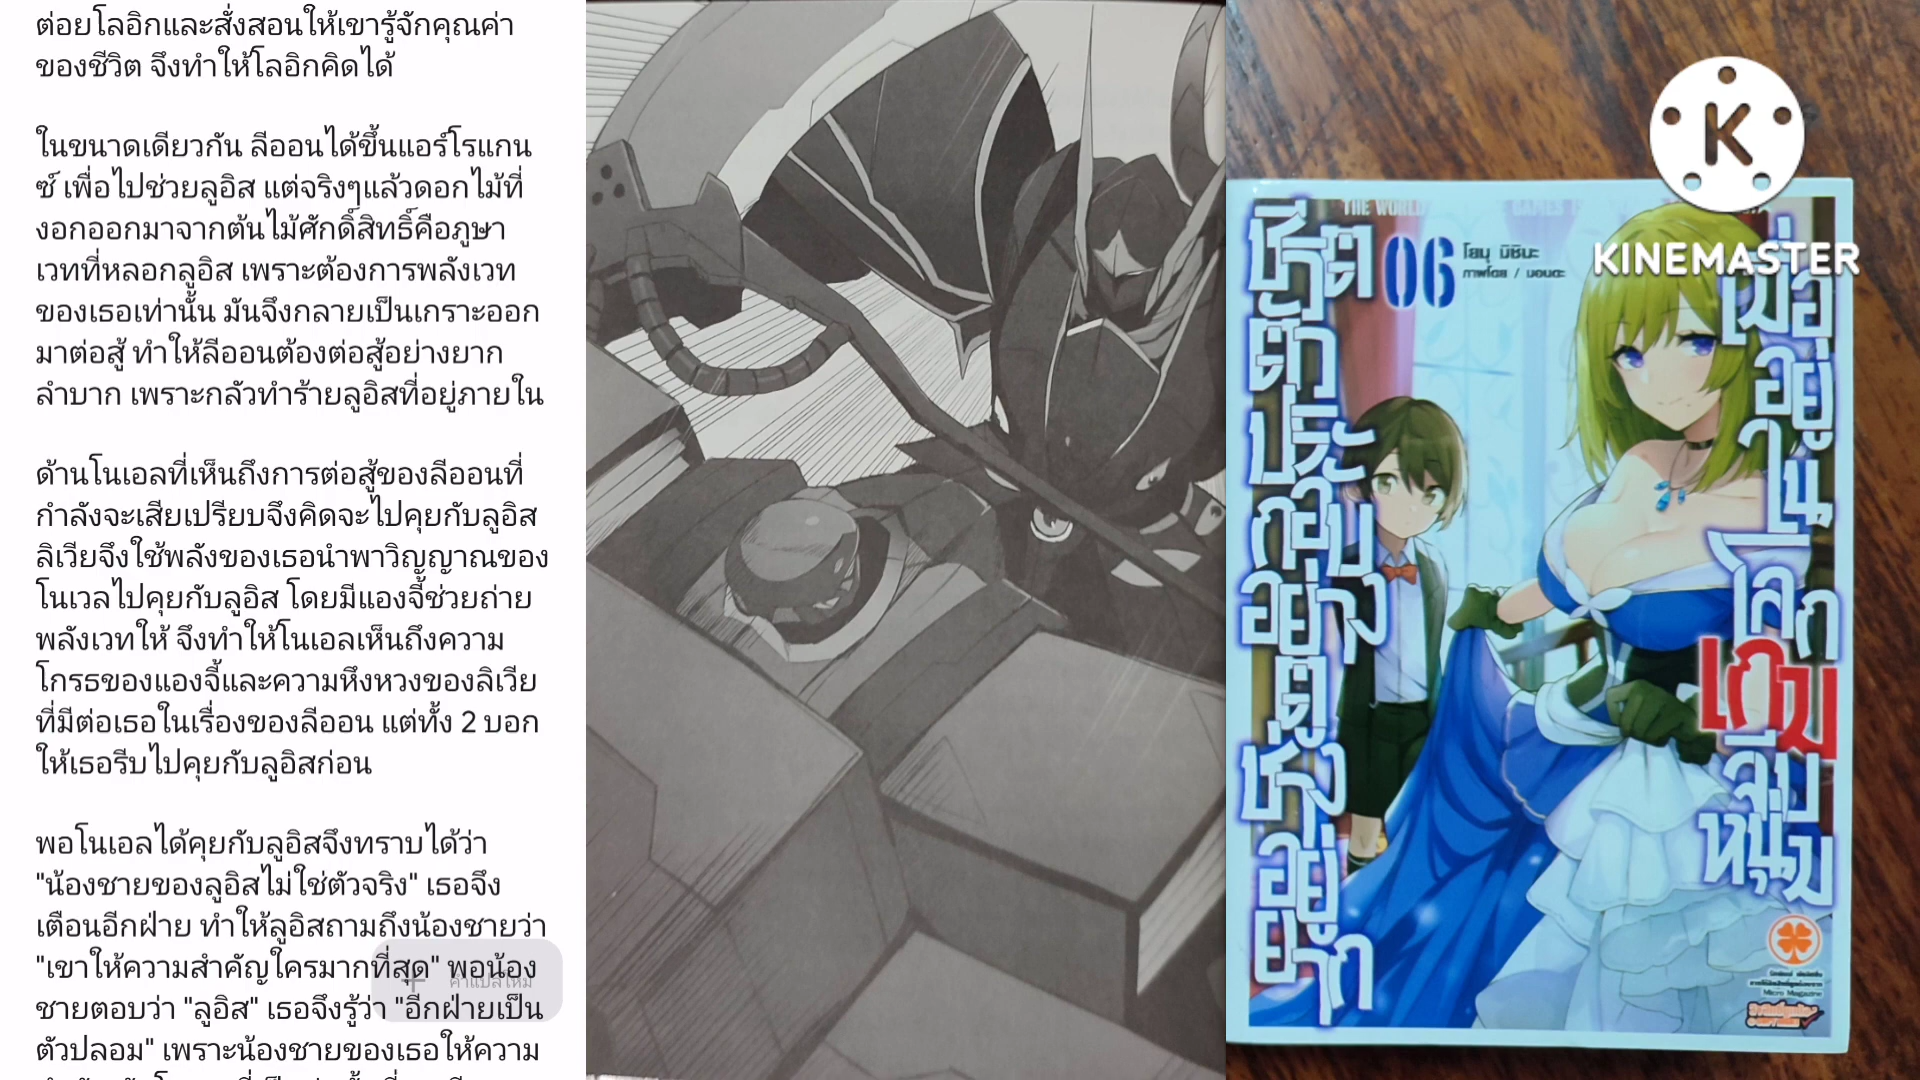 ต่อยโลอิกและสั่งสอนให้เขารู้จักคุณค่า
ของชีวิต จึงทำให้โลอิกคิดได้
ในขนาดเดียวกัน ลีออนได้ขึ้นแอร์โรแกน
ซ์ เพื่อไปช่วยลูอิส แต่จริงๆแล้วดอกไม้ที่
งอกออกมาจากต้นไม้ศักดิ์สิทธิ์คือภูษา
เวทที่หลอกลูอิส เพราะต้องการพลังเวท
ของเธอเท่านั้น มันจึงกลายเป็นเกราะออก
มาต่อสู้ ทำให้ลีออนต้องต่อสู้อย่างยาก
ลำบาก เพราะกลัวทำร้ายลูอิสที่อยู่ภายใน
ด้านโนเอลที่เห็นถึงการต่อสู้ของลีออนที่
กำลังจะเสียเปรียบจึงคิดจะไปคุยกับลูอิส
ลิเวียจึงใช้พลังของเธอนำพาวิญญาณของ
โนเวลไปคุยกับลูอิส โดยมีแองจี้ช่วยถ่าย
พลังเวทให้ จึงทำให้โนเอลเห็นถึงความ
โกรธของแองจี้และความหึงหวงของลิเวีย
ที่มีต่อเธอในเรื่องของลีออน แต่ทั้ง 2 บอก
ให้เธอรีบไปคุยกับลูอิสก่อน
พอโนเอลได้คุยกับลูอิสจึงทราบได้ว่า
"น้องชายของลูอิสไม่ใช่ตัวจริง" เธอจึง
เตือนอีกฝ่าย ทำให้ลูอิสถามถึงน้องชายว่า
"เขาให้ความสำคัญใครมากที่สุด" พอน้อง
ชายตอบว่า "ลูอิส" เธอจึงรู้ว่า "อีกฝ่ายเป็น
ตัวปลอม" เพราะน้องชายของเธอให้ความ
+ คำแปลใหม่
K
KINEMASTER
THE WORLD
ชีวิตตัวประกอบอย่างตูช่างอยู่ยาก
06
โยมุ มิชิมะ
ภาพโดย / มอนดะ
เมื่ออยู่ในโลกเกมจีบหนุ่ม
Micro Magazine